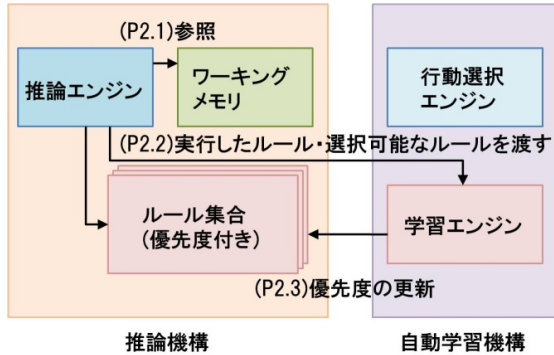 (P2.1)参照
推論エンジン
ワーキング
メモリ
行動選択
エンジン
(P2.2)実行したルール・選択可能なルールを渡す
ルール集合
(優先度付き)
学習エンジン
(P2.3)優先度の更新
推論機構
自動学習機構